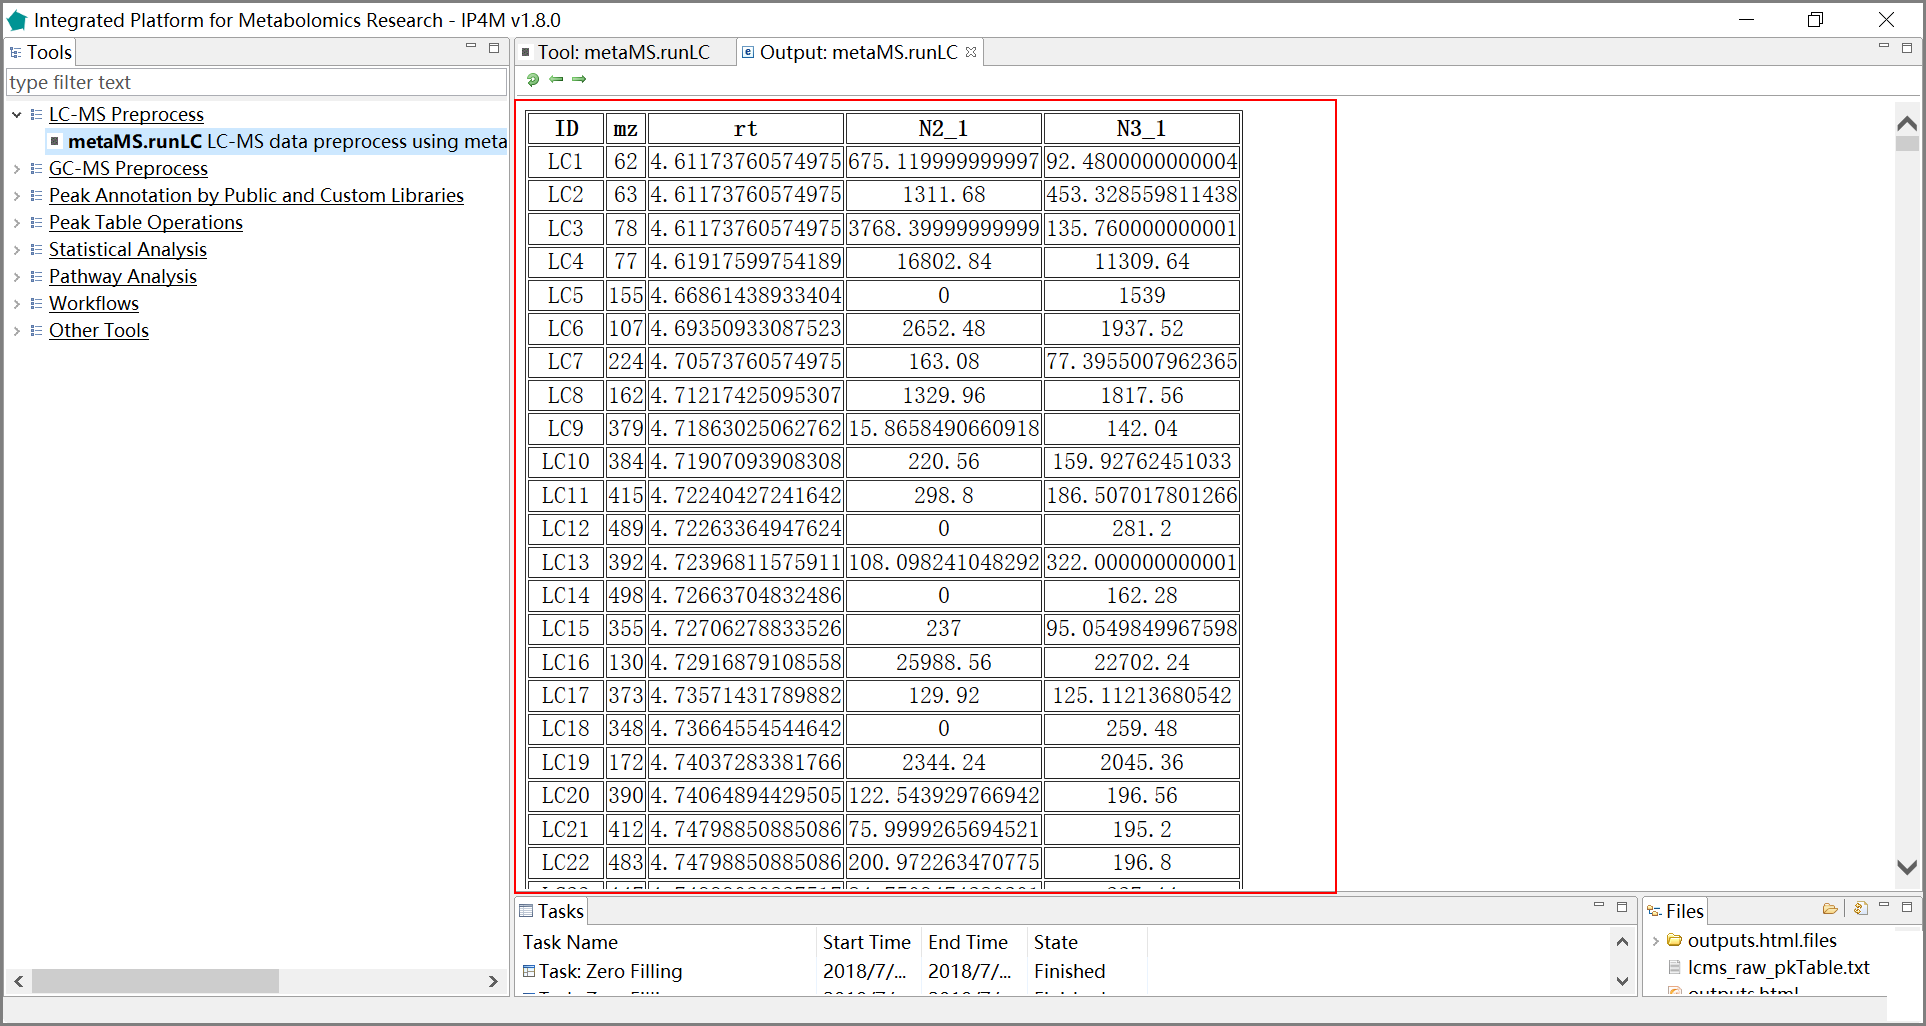 Integrated Platform for Metabolomics Research - IP4M v1.8.0
Tools
type filter text
LC-MS Preprocess
metaMS.runLC LC-MS data preprocess using meta
GC-MS Preprocess
Peak Annotation by Public and Custom Libraries
Peak Table Operations
Statistical Analysis
Pathway Analysis
Workflows
Other Tools
Tool: metaMS.runLC Output: metaMS.runLC
ID mz rt N2_1 N3_1
LC1 62 4.61173760574975 675.119999999997 92.4800000000004
LC2 63 4.61173760574975 1311.68 453.328559811438
LC3 78 4.61173760574975 3768.39999999999 135.760000000001
LC4 77 4.61917599754189 16802.84 11309.64
LC5 155 4.66861438933404 0 1539
LC6 107 4.69350933087523 2652.48 1937.52
LC7 224 4.70573760574975 163.08 77.3955007962365
LC8 162 4.71217425095307 1329.96 1817.56
LC9 379 4.71863025062762 15.8658490660918 142.04
LC10 384 4.71907093908308 220.56 159.92762451033
LC11 415 4.72240427241642 298.8 186.507017801266
LC12 489 4.72263364947624 0 281.2
LC13 392 4.72396811575911 108.098241048292 322.000000000001
LC14 498 4.72663704832486 0 162.28
LC15 355 4.72706278833526 237 95.0549849967598
LC16 130 4.72916879108558 25988.56 22702.24
LC17 373 4.73571431789882 129.92 125.11213680542
LC18 348 4.73664554544642 0 259.48
LC19 172 4.74037283381766 2344.24 2045.36
LC20 390 4.74064894429505 122.543929766942 196.56
LC21 412 4.74798850885086 75.9999265694521 195.2
LC22 483 4.74798850885086 200.972263470775 196.8
Tasks
Task Name Start Time End Time State
Task: Zero Filling 2018/7/... 2018/7/... Finished
Files
outputs.html.files
lcms_raw_pkTable.txt
outputs.html